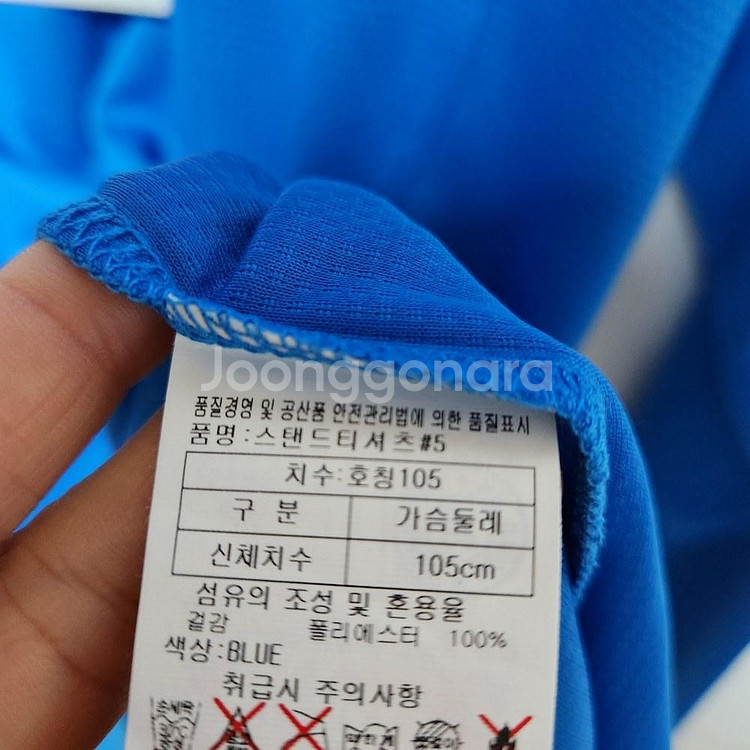 Joonggonara
품질경영 및 공산품 안전관리법에 의한 품질표시
품명 : 스탠드티셔츠#5
치수:호칭105
구 분 가슴둘레
신체치수 105cm
섬유의 조성 및 혼용율
겉감 폴리에스터 100%
색상:BLUE
취급시 주의사항
손세탁